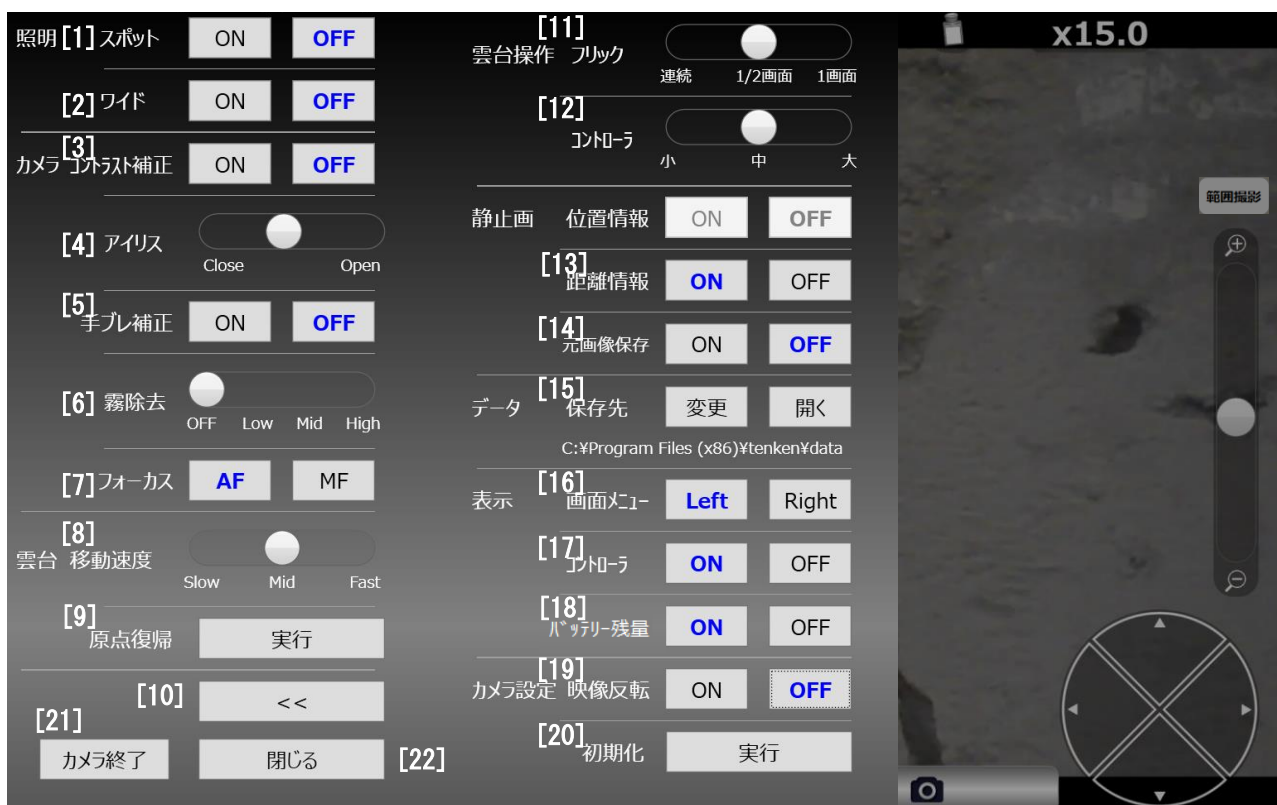 照明 [1] スポット ON OFF
[2] ワイド ON OFF
[3]
カメラ コントラスト補正 ON OFF
[4] アイリス
Close Open
[5]
手ブレ補正 ON OFF
[6] 霧除去
OFF Low Mid High
[7] フォーカス AF MF
[8]
雲台 移動速度
Slow Mid Fast
[9]
原点復帰 実行
[10] <<
[21]
カメラ終了 閉じる [22]
[11]
雲台操作 フリック
連続 1/2画面 1画面
[12]
コントローラ
小 中 大
静止画 位置情報 ON OFF
[13]
距離情報 ON OFF
[14]
元画像保存 ON OFF
[15]
データ 保存先 変更 開く
C:¥Program Files (x86)¥tenken¥data
[16]
表示 画面メニュー Left Right
[17]
コントローラ ON OFF
[18]
バッテリー残量 ON OFF
[19]
カメラ設定 映像反転 ON OFF
[20]
初期化 実行
x15.0
範囲撮影